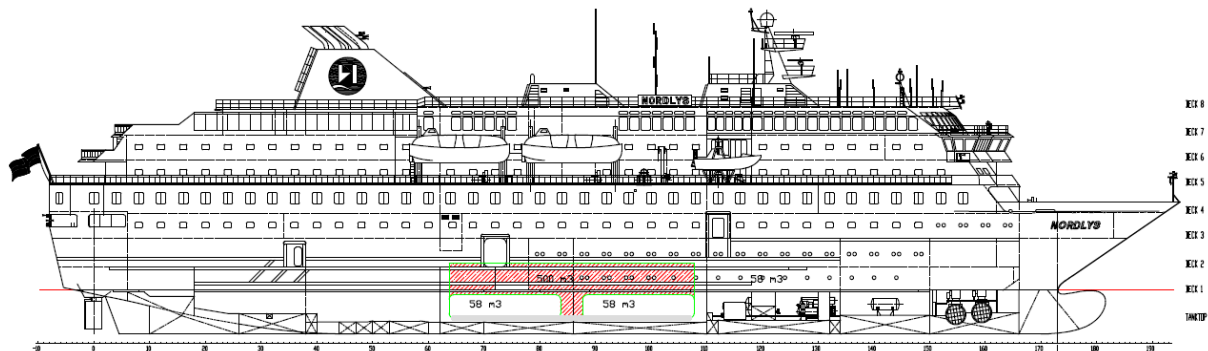 NORDLYS
DECK 8
DECK 7
DECK 6
DECK 5
DECK 4
NORDLYS
DECK 3
DECK 2
500 m3
58 m3
DECK 1
58 m3 58 m3
TANKTOP
-10 0 10 20 30 40 50 60 70 80 90 100 110 120 130 140 150 160 170 180 190